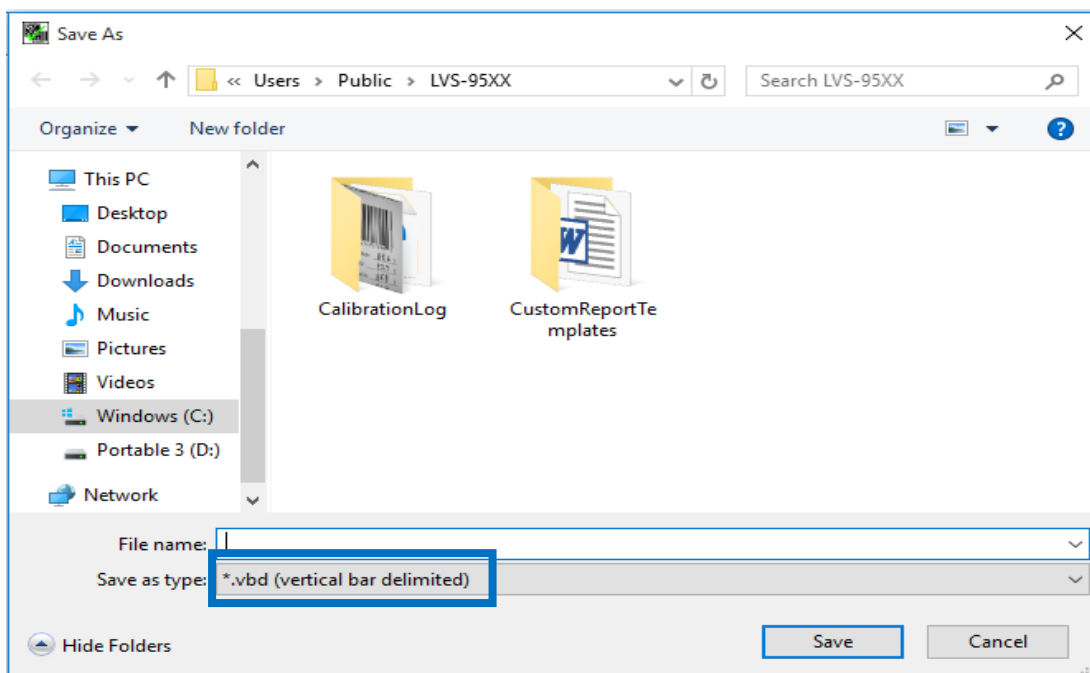 Save As
« Users > Public > LVS-95XX
Search LVS-95XX
Organize
New folder
?
This PC
Desktop
Documents
Downloads
Music
Pictures
Videos
Windows (C:)
Portable 3 (D:)
Network
W
CalibrationLog
CustomReportTe
mplates
File name:
Save as type: *.vbd (vertical bar delimited)
Hide Folders
Save
Cancel